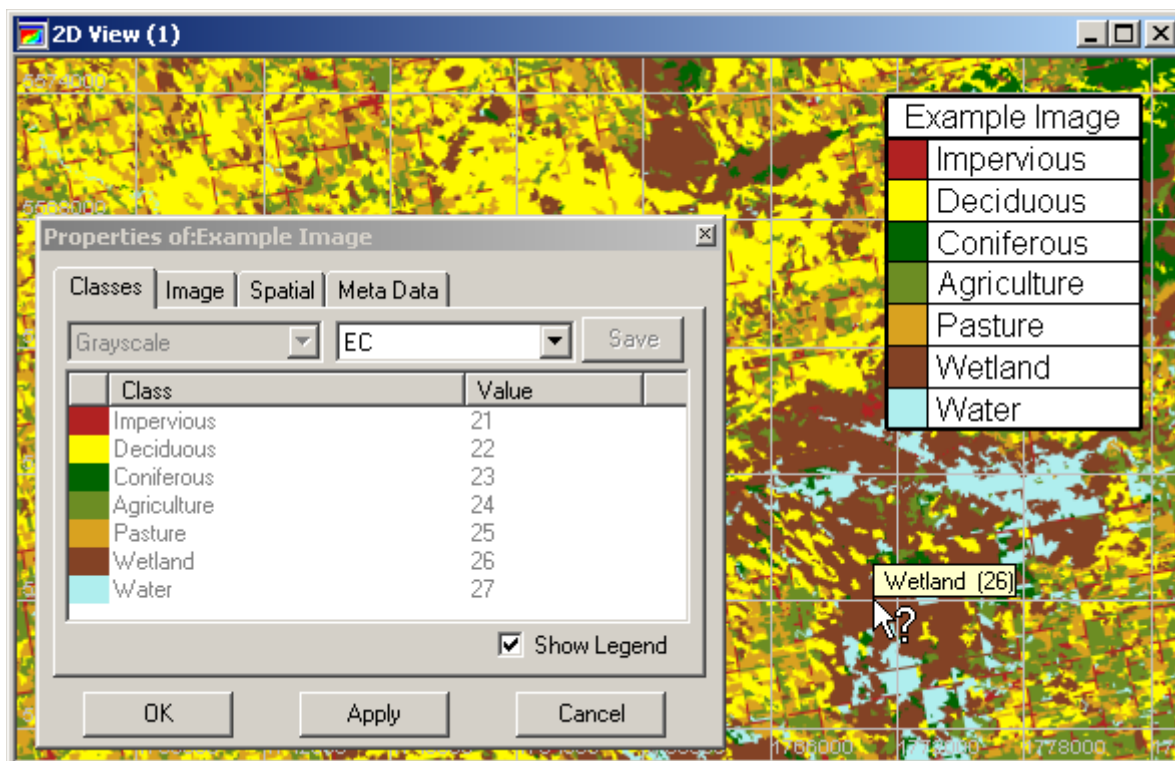 2D View (1)
5574000
Example Image
Impervious
Deciduous
Coniferous
Agriculture
Pasture
Wetland
Water
Properties of:Example Image
Classes Image Spatial Meta Data
Grayscale EC Save
Class Value
Impervious 21
Deciduous 22
Coniferous 23
Agriculture 24
Pasture 25
Wetland 26
Water 27
Wetland (26)
Show Legend
OK Apply Cancel
1766000 1772000 1778000